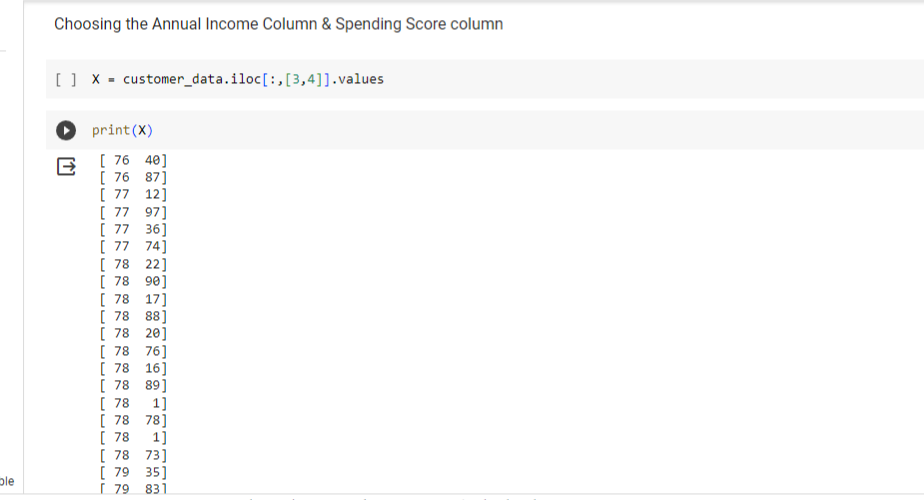 Choosing the Annual Income Column & Spending Score column
[ ] X = customer_data.iloc[:,[3,4]].values
print(X)
[ 76  40]
[ 76  87]
[ 77  12]
[ 77  97]
[ 77  36]
[ 77  74]
[ 78  22]
[ 78  90]
[ 78  17]
[ 78  88]
[ 78  20]
[ 78  76]
[ 78  16]
[ 78  89]
[ 78   1]
[ 78  78]
[ 78   1]
[ 78  73]
[ 79  35]
[ 79  83]